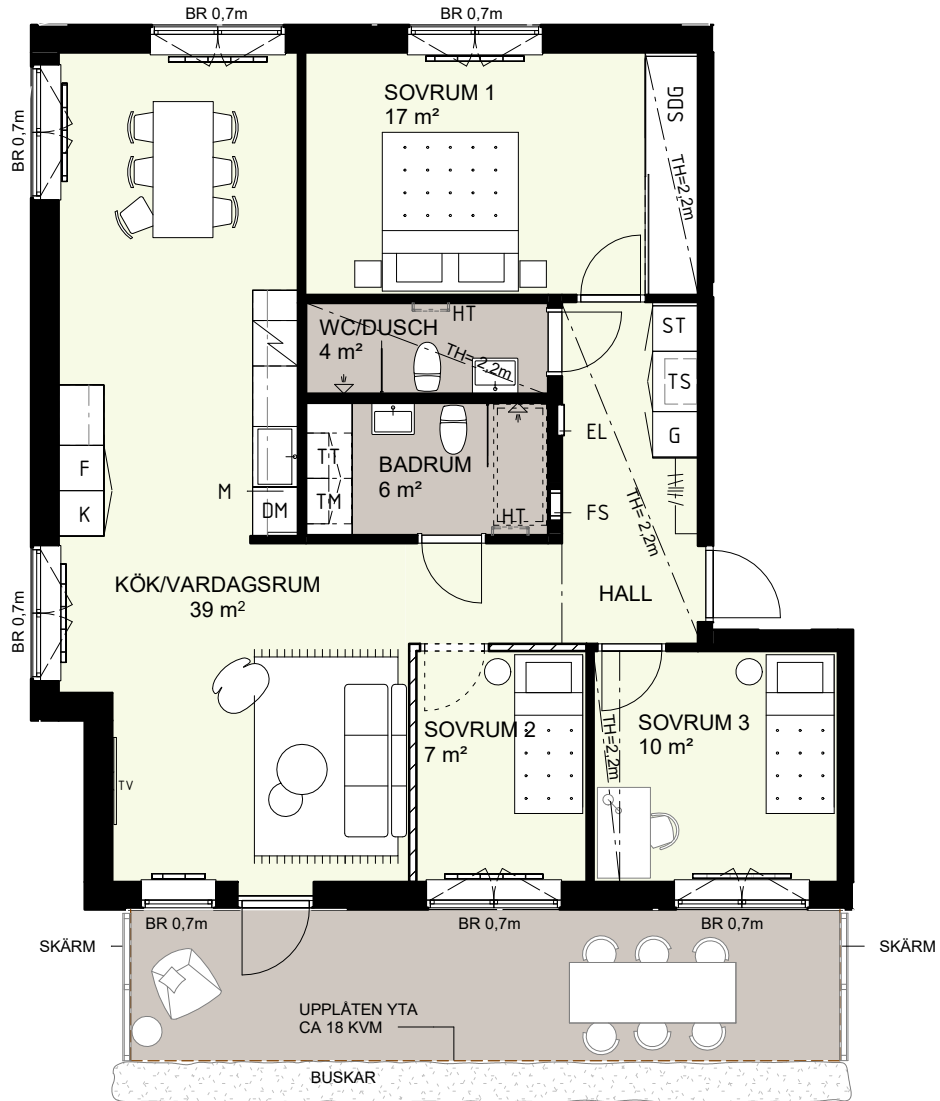 BR 0,7m
BR 0,7m
BR 0,7m
SOVRUM 1
17 m²
SDG
TH=2,2m
WC/DUSCH
4 m²
HT
TH= 2,2m
ST
TS
G
EL
FS
TH= 2,2m
F
K
M
DM
TT
TM
BADRUM
6 m²
HT
BR 0,7m
KÖK/VARDAGSRUM
39 m²
HALL
SOVRUM 2
7 m²
TH=2,2m
SOVRUM 3
10 m²
TV
BR 0,7m
BR 0,7m
BR 0,7m
SKÄRM
SKÄRM
UPPLÅTEN YTA
CA 18 KVM
BUSKAR